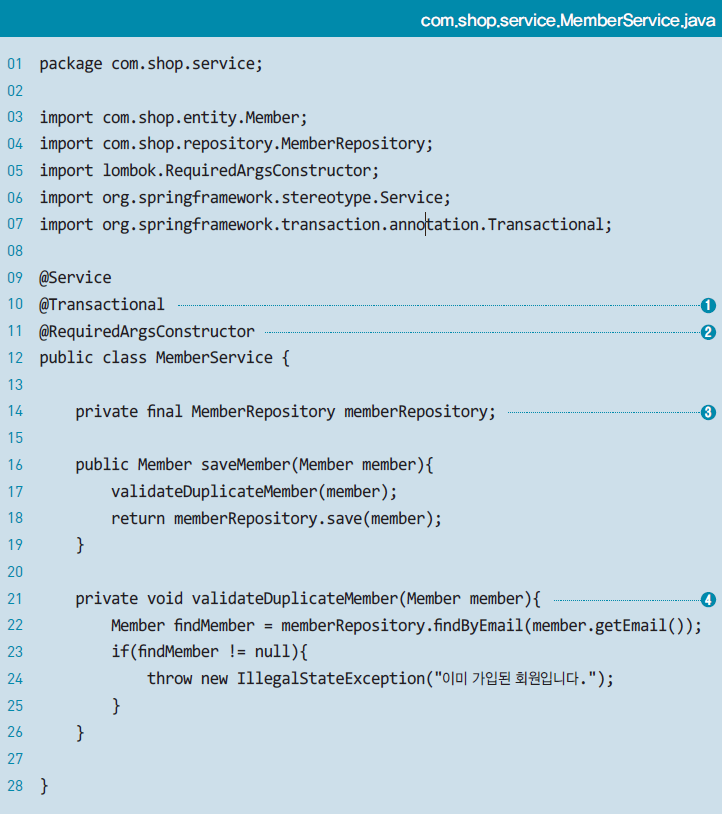 com.shop.service.MemberService.java
01 package com.shop.service;
02
03 import com.shop.entity.Member;
04 import com.shop.repository.MemberRepository;
05 import lombok.RequiredArgsConstructor;
06 import org.springframework.stereotype.Service;
07 import org.springframework.transaction.annotation.Transactional;
08
09 @Service
10 @Transactional ❶
11 @RequiredArgsConstructor ❷
12 public class MemberService {
13
14     private final MemberRepository memberRepository; ❸
15
16     public Member saveMember(Member member){
17         validateDuplicateMember(member);
18         return memberRepository.save(member);
19     }
20
21     private void validateDuplicateMember(Member member){ ❹
22         Member findMember = memberRepository.findByEmail(member.getEmail());
23         if(findMember != null){
24             throw new IllegalStateException("이미 가입된 회원입니다.");
25         }
26     }
27
28 }